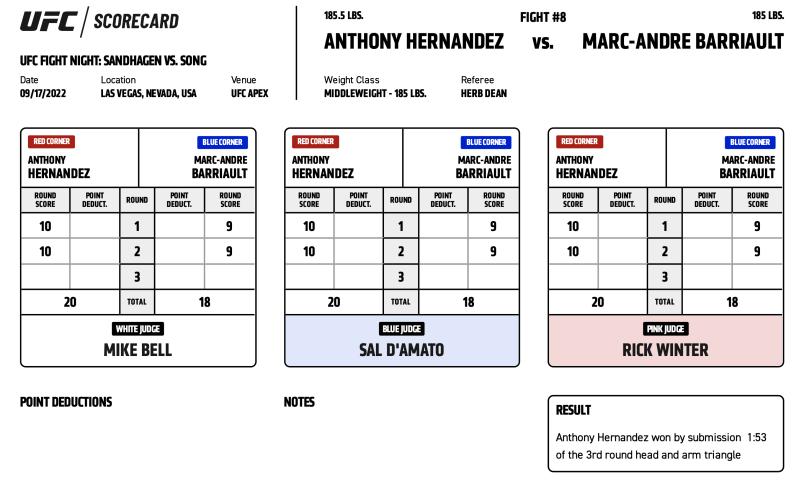 UFC / SCORECARD
UFC FIGHT NIGHT: SANDHAGEN VS. SONG
Date Location Venue
09/17/2022 LAS VEGAS, NEVADA, USA UFC APEX
185.5 LBS. FIGHT #8 185 LBS.
ANTHONY HERNANDEZ VS. MARC-ANDRE BARRIAULT
Weight Class Referee
MIDDLEWEIGHT - 185 LBS. HERB DEAN
RED CORNER BLUE CORNER
ANTHONY MARC-ANDRE
HERNANDEZ BARRIAULT
ROUND SCORE POINT DEDUCT. ROUND POINT DEDUCT. ROUND SCORE
10 1 9
10 2 9
3
20 TOTAL 18
WHITE JUDGE
MIKE BELL
RED CORNER BLUE CORNER
ANTHONY MARC-ANDRE
HERNANDEZ BARRIAULT
ROUND SCORE POINT DEDUCT. ROUND POINT DEDUCT. ROUND SCORE
10 1 9
10 2 9
3
20 TOTAL 18
BLUE JUDGE
SAL D'AMATO
RED CORNER BLUE CORNER
ANTHONY MARC-ANDRE
HERNANDEZ BARRIAULT
ROUND SCORE POINT DEDUCT. ROUND POINT DEDUCT. ROUND SCORE
10 1 9
10 2 9
3
20 TOTAL 18
PINK JUDGE
RICK WINTER
POINT DEDUCTIONS
NOTES
RESULT
Anthony Hernandez won by submission 1:53
of the 3rd round head and arm triangle